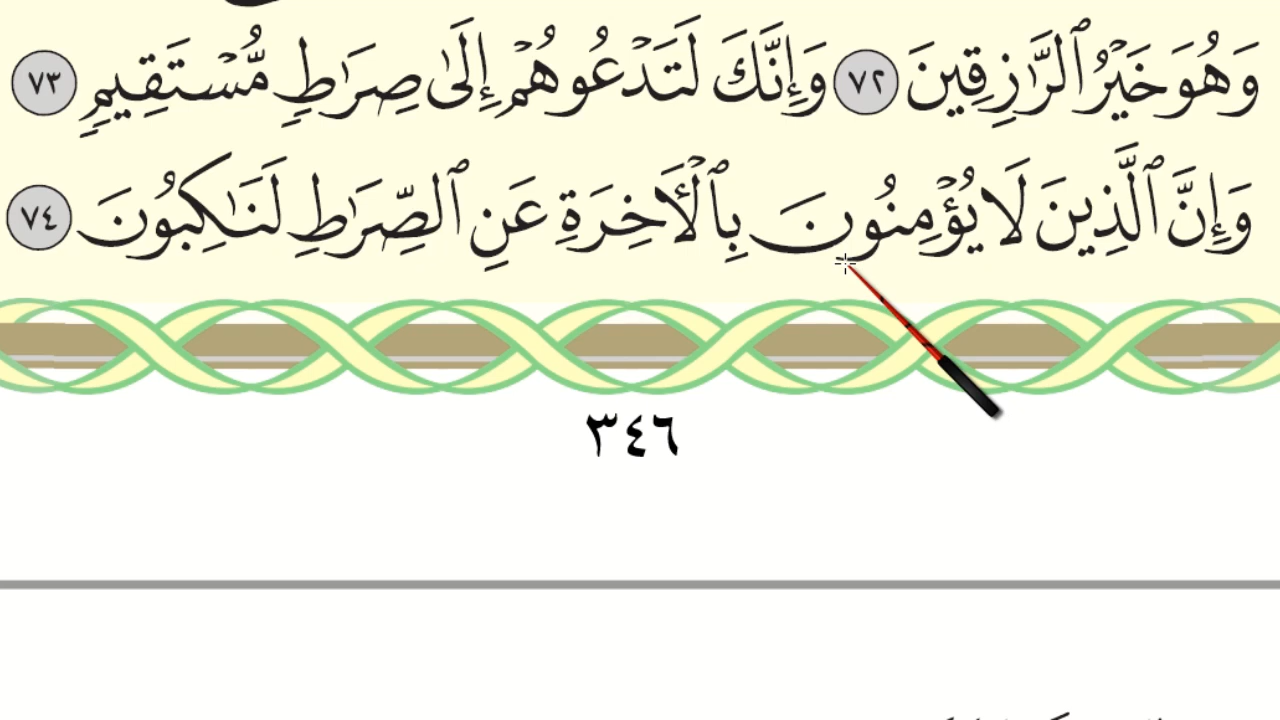 وَهُوَ خَيْرُ ٱلرَّٰزِقِينَ ٧٢ وَإِنَّكَ لَتَدْعُوهُمْ إِلَىٰ صِرَٰطٍ مُّسْتَقِيمٍ ٧٣
وَإِنَّ ٱلَّذِينَ لَا يُؤْمِنُونَ بِٱلْأَخِرَةِ عَنِ ٱلصِّرَٰطِ لَنَٰكِبُونَ ٧٤
٣٤٦